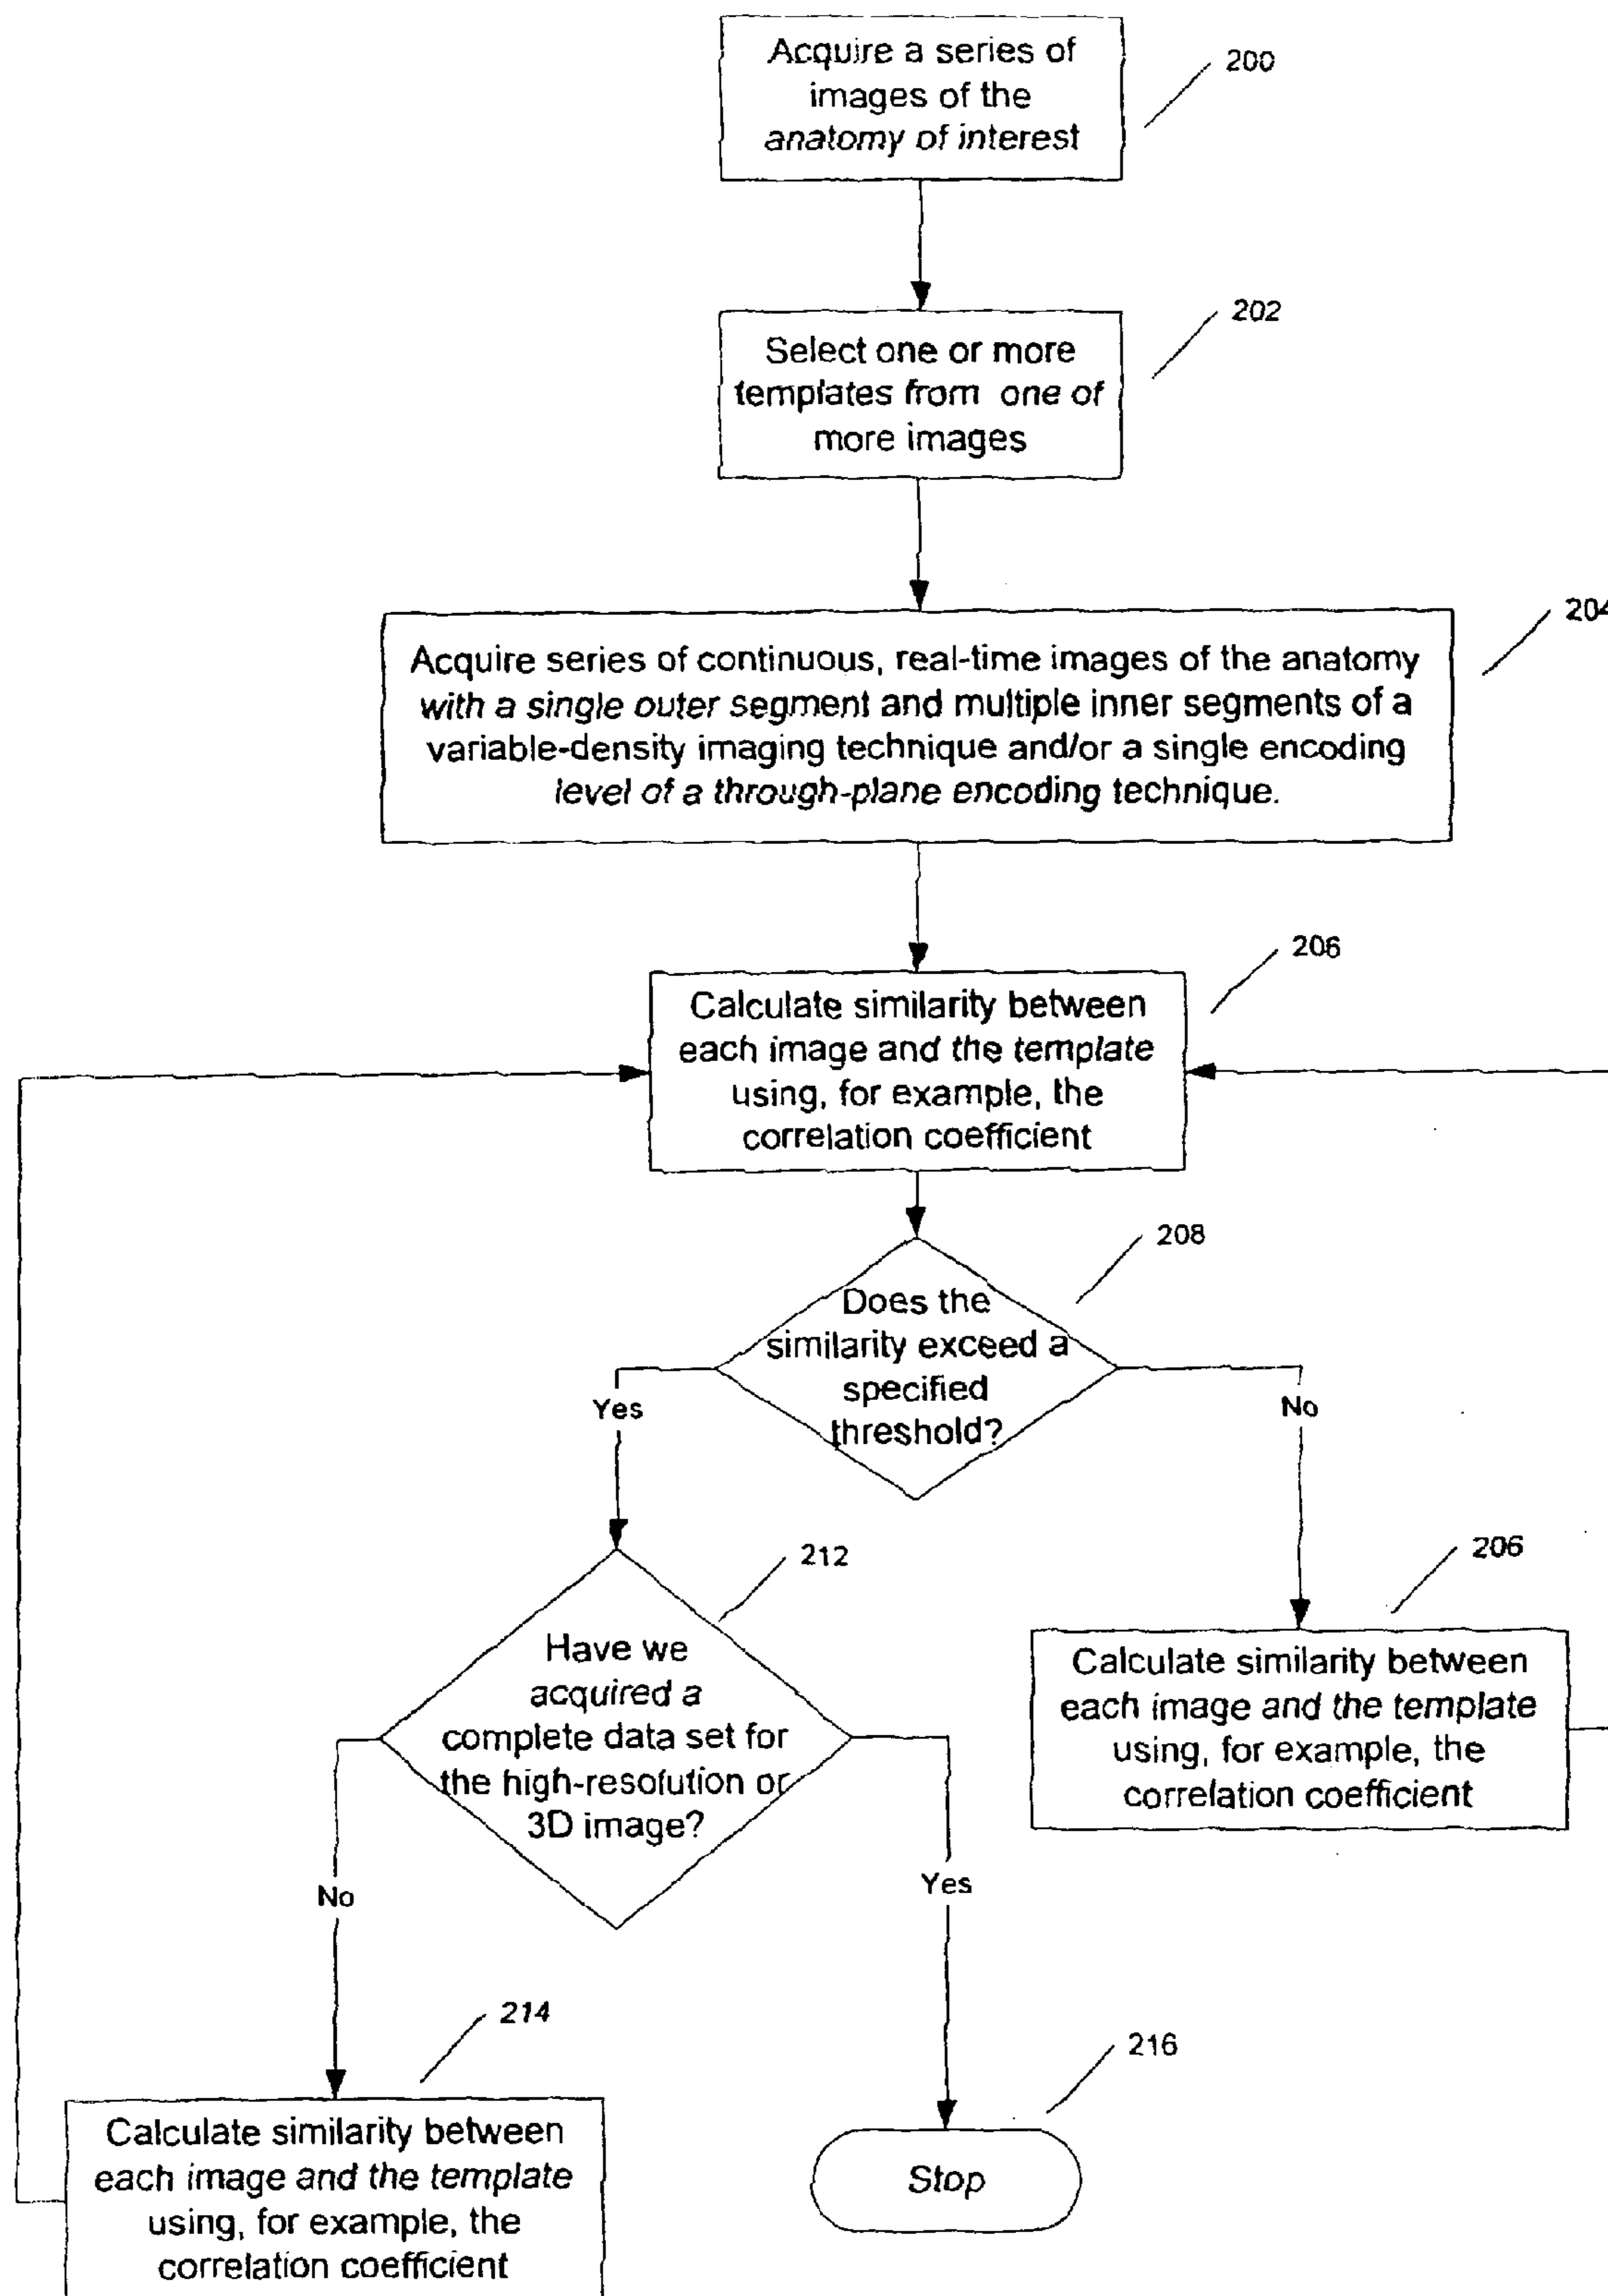 Acquire a series of
images of the
anatomy of interest
200
Select one or more
templates from one of
more images
202
Acquire series of continuous, real-time images of the anatomy
with a single outer segment and multiple inner segments of a
variable-density imaging technique and/or a single encoding
level of a through-plane encoding technique.
204
Calculate similarity between
each image and the template
using, for example, the
correlation coefficient
206
Does the
similarity exceed a
specified
threshold?
208
Yes
No
Have we
acquired a
complete data set for
the high-resolution or
3D image?
212
Calculate similarity between
each image and the template
using, for example, the
correlation coefficient
206
No
Yes
Calculate similarity between
each image and the template
using, for example, the
correlation coefficient
214
Stop
216